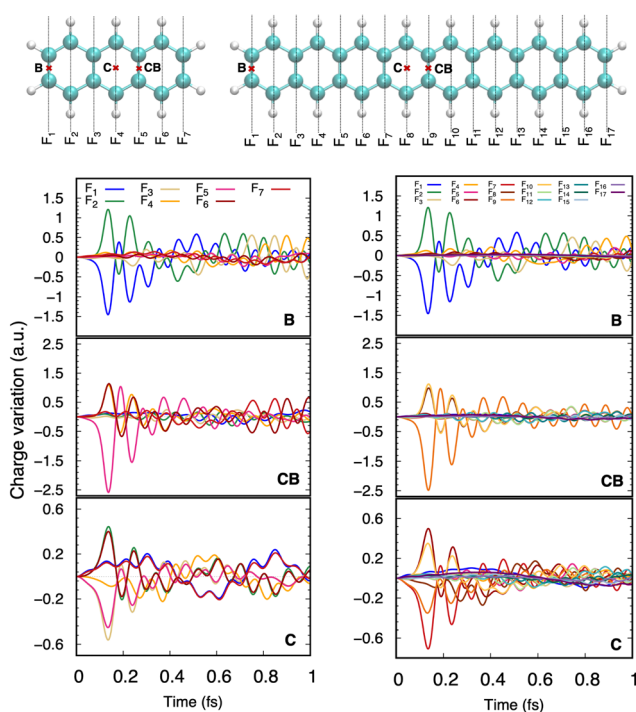 B C CB
F₁ F₂ F₃ F₄ F₅ F₆ F₇
B C CB
F₁ F₂ F₃ F₄ F₅ F₆ F₇ F₈ F₉ F₁₀ F₁₁ F₁₂ F₁₃ F₁₄ F₁₅ F₁₆ F₁₇
Charge variation (a.u.)
F₁ F₃ F₅ F₇
F₂ F₄ F₆
1.5
1
0.5
0
−0.5
−1
−1.5
B
2.5
1.5
0.5
−0.5
−1.5
−2.5
CB
0.6
0.2
−0.2
−0.6
C
0 0.2 0.4 0.6 0.8 1
Time (fs)
F₁ F₄ F₇ F₁₀ F₁₃ F₁₆
F₂ F₅ F₈ F₁₁ F₁₄ F₁₇
F₃ F₆ F₉ F₁₂ F₁₅
1.5
1
0.5
0
−0.5
−1
−1.5
B
2.5
1.5
0.5
−0.5
−1.5
−2.5
CB
0.6
0.2
−0.2
−0.6
C
0 0.2 0.4 0.6 0.8 1
Time (fs)